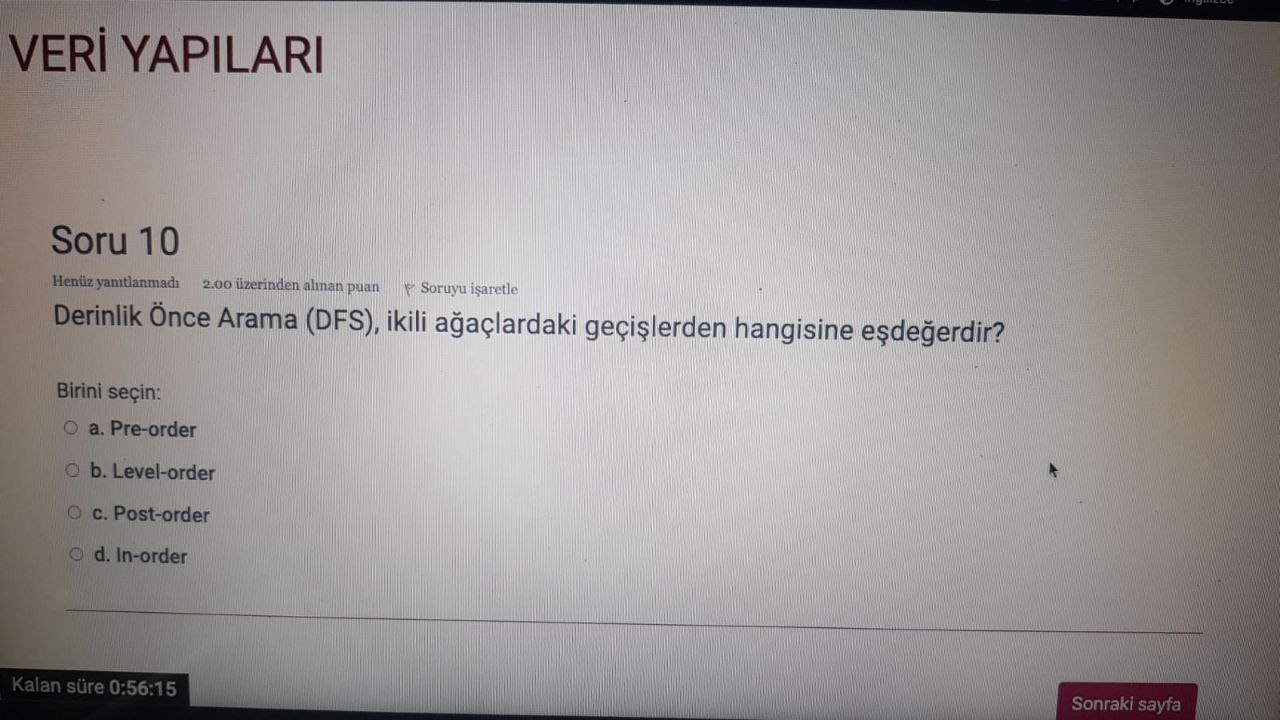 VERİ YAPILARI
Soru 10
Henüz yanıtlanmadı 2.00 üzerinden alınan puan Soruyu işaretle
Derinlik Önce Arama (DFS), ikili ağaçlardaki geçişlerden hangisine eşdeğerdir?
Birini seçin:
a. Pre-order
b. Level-order
c. Post-order
d. In-order
Kalan süre 0:56:15
Sonraki sayfa